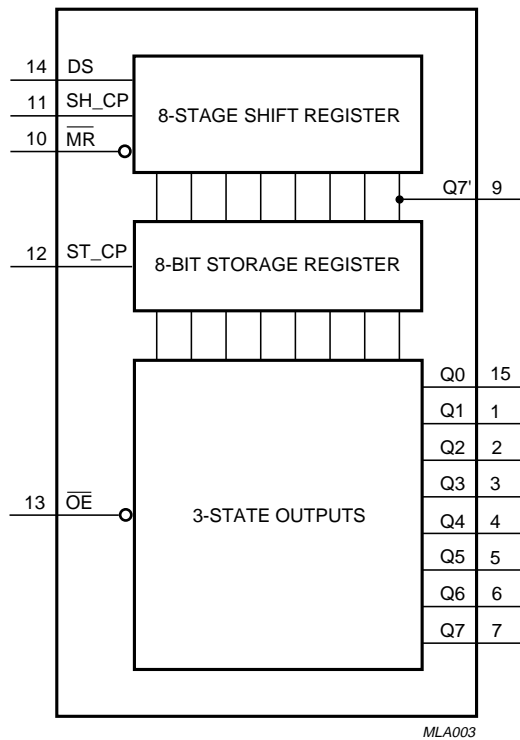 14 DS
11 SH_CP
10 M̅R̅
8-STAGE SHIFT REGISTER
Q7' 9
12 ST_CP
8-BIT STORAGE REGISTER
Q0 15
Q1 1
Q2 2
Q3 3
13 O̅E̅
3-STATE OUTPUTS
Q4 4
Q5 5
Q6 6
Q7 7
MLA003